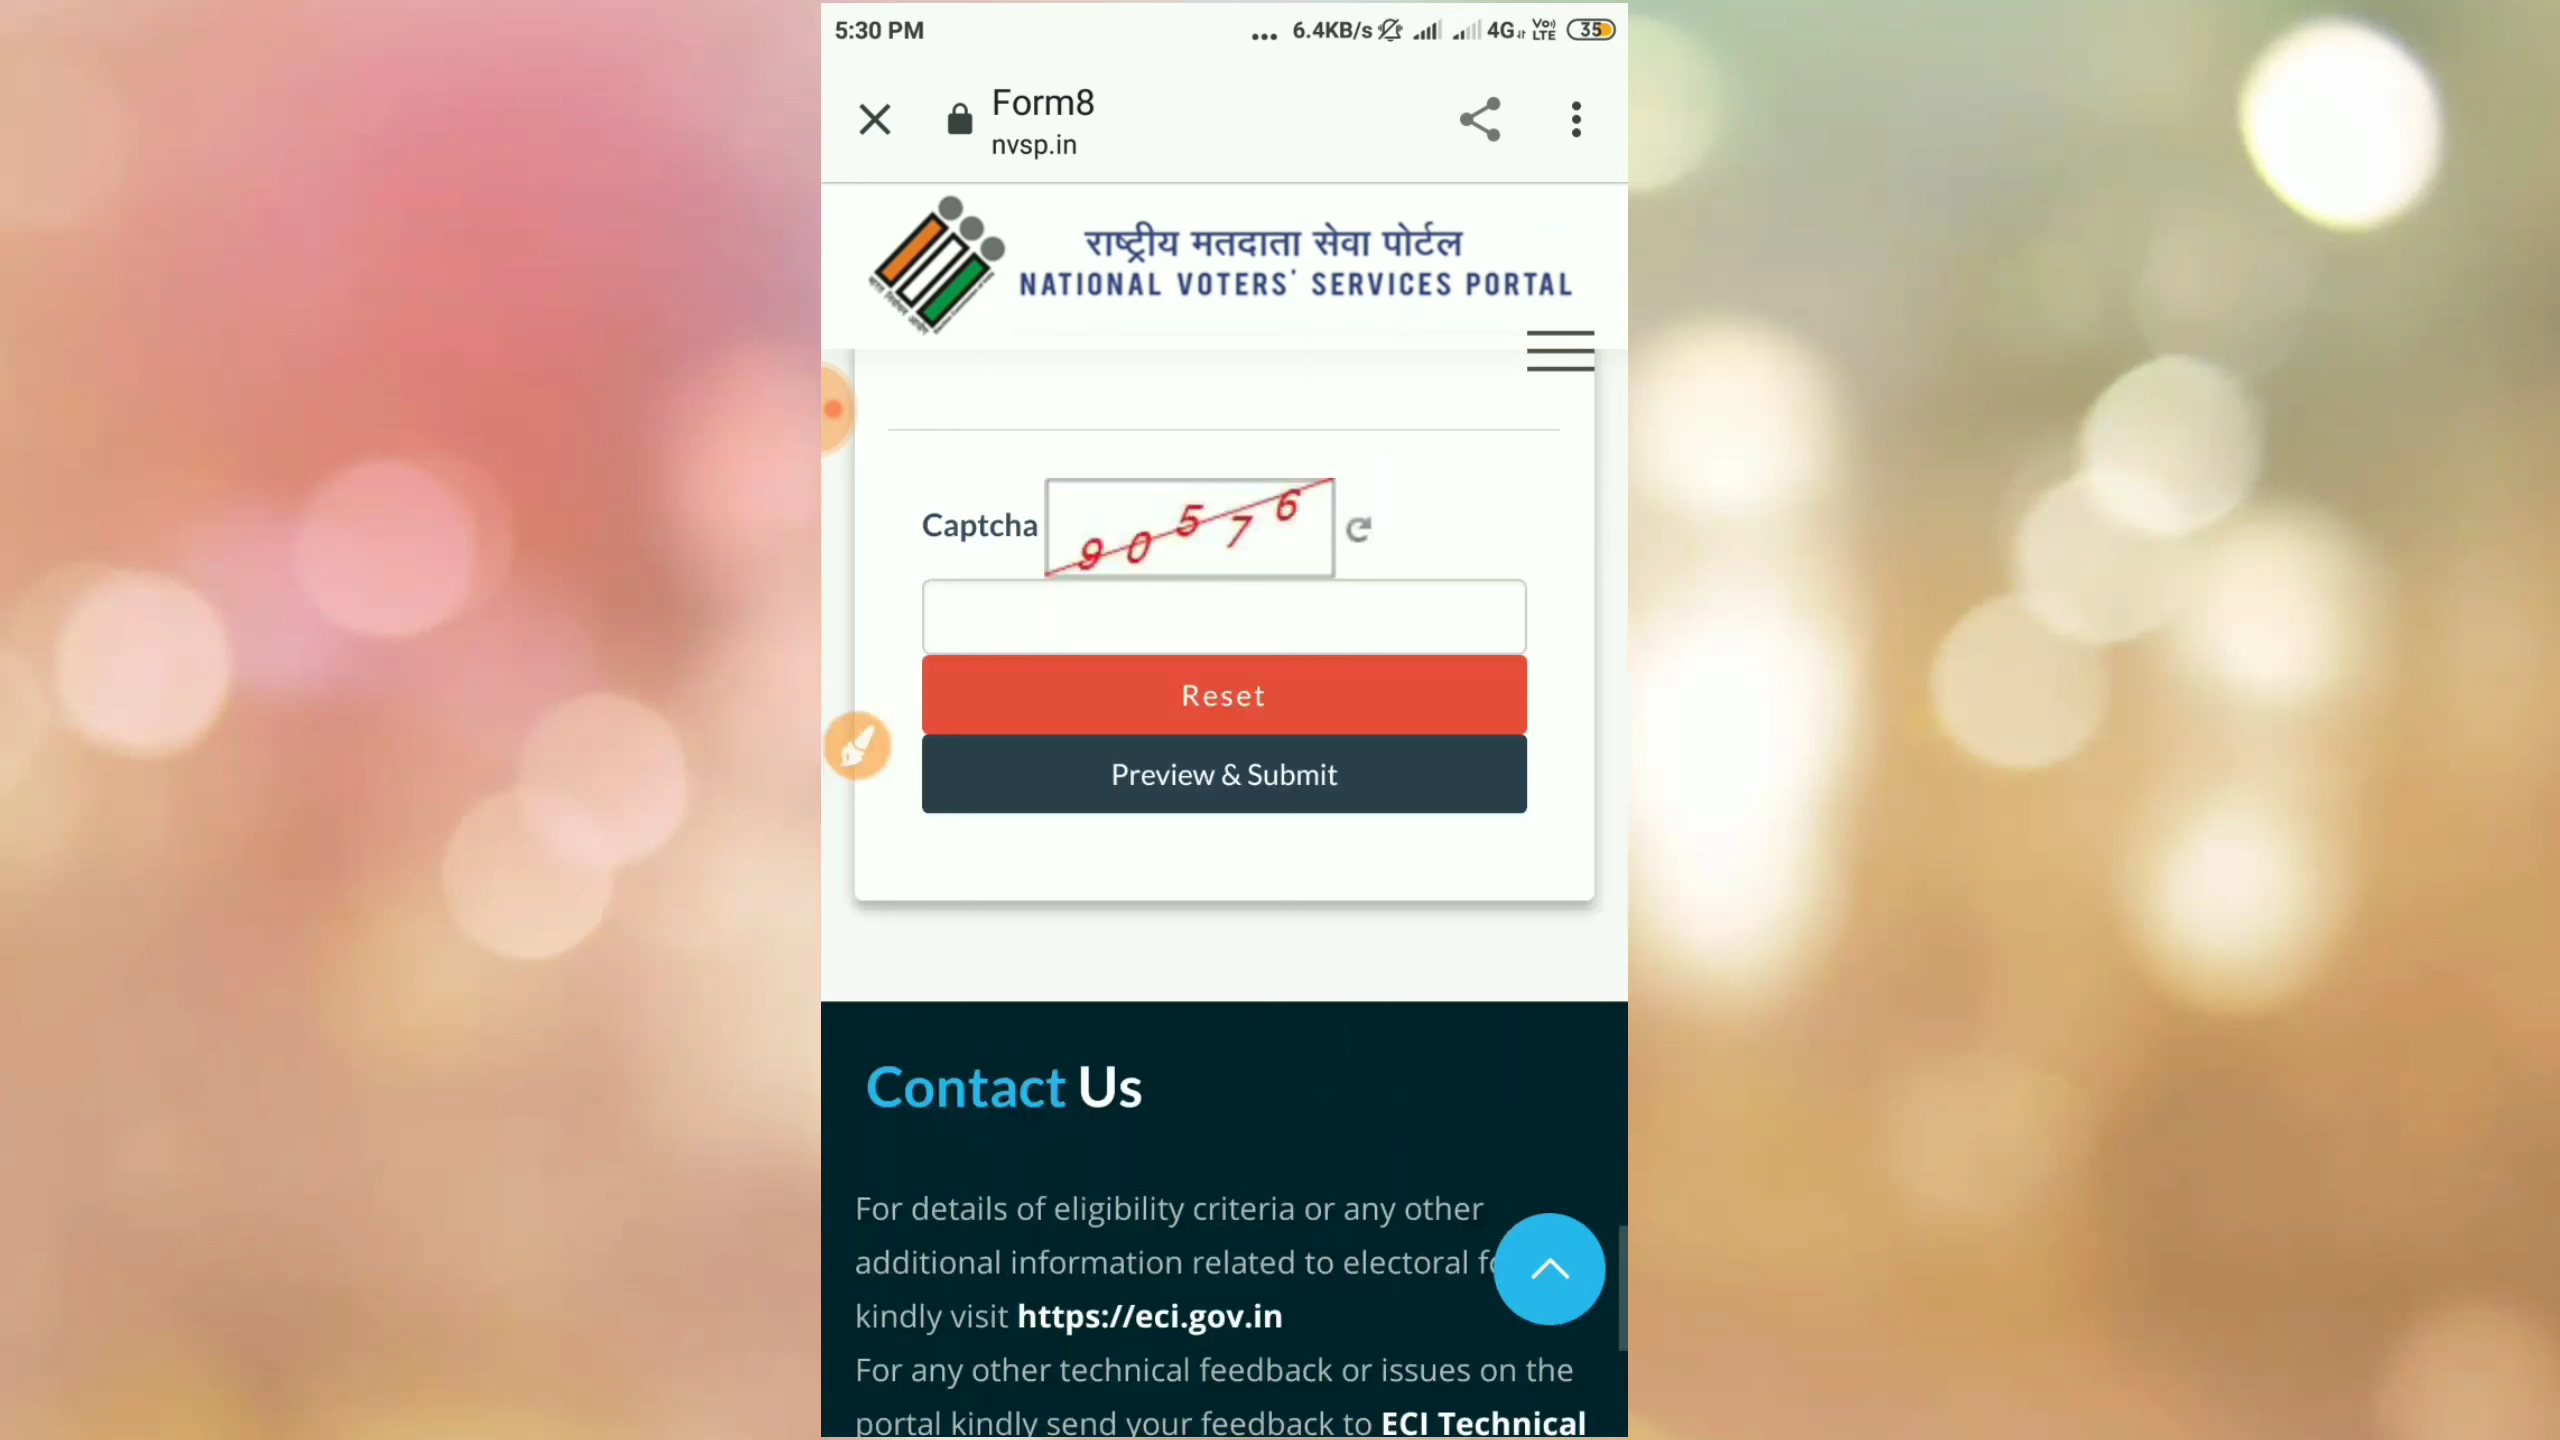 5:30 PM
... 6.4KB/s 4G Vo) LTE 35
Form8
nvsp.in
राष्ट्रीय मतदाता सेवा पोर्टल
NATIONAL VOTERS' SERVICES PORTAL
Captcha 90576
Reset
Preview & Submit
Contact Us
For details of eligibility criteria or any other
additional information related to electoral
kindly visit https://eci.gov.in
For any other technical feedback or issues on the
portal kindly send your feedback to ECI Technical